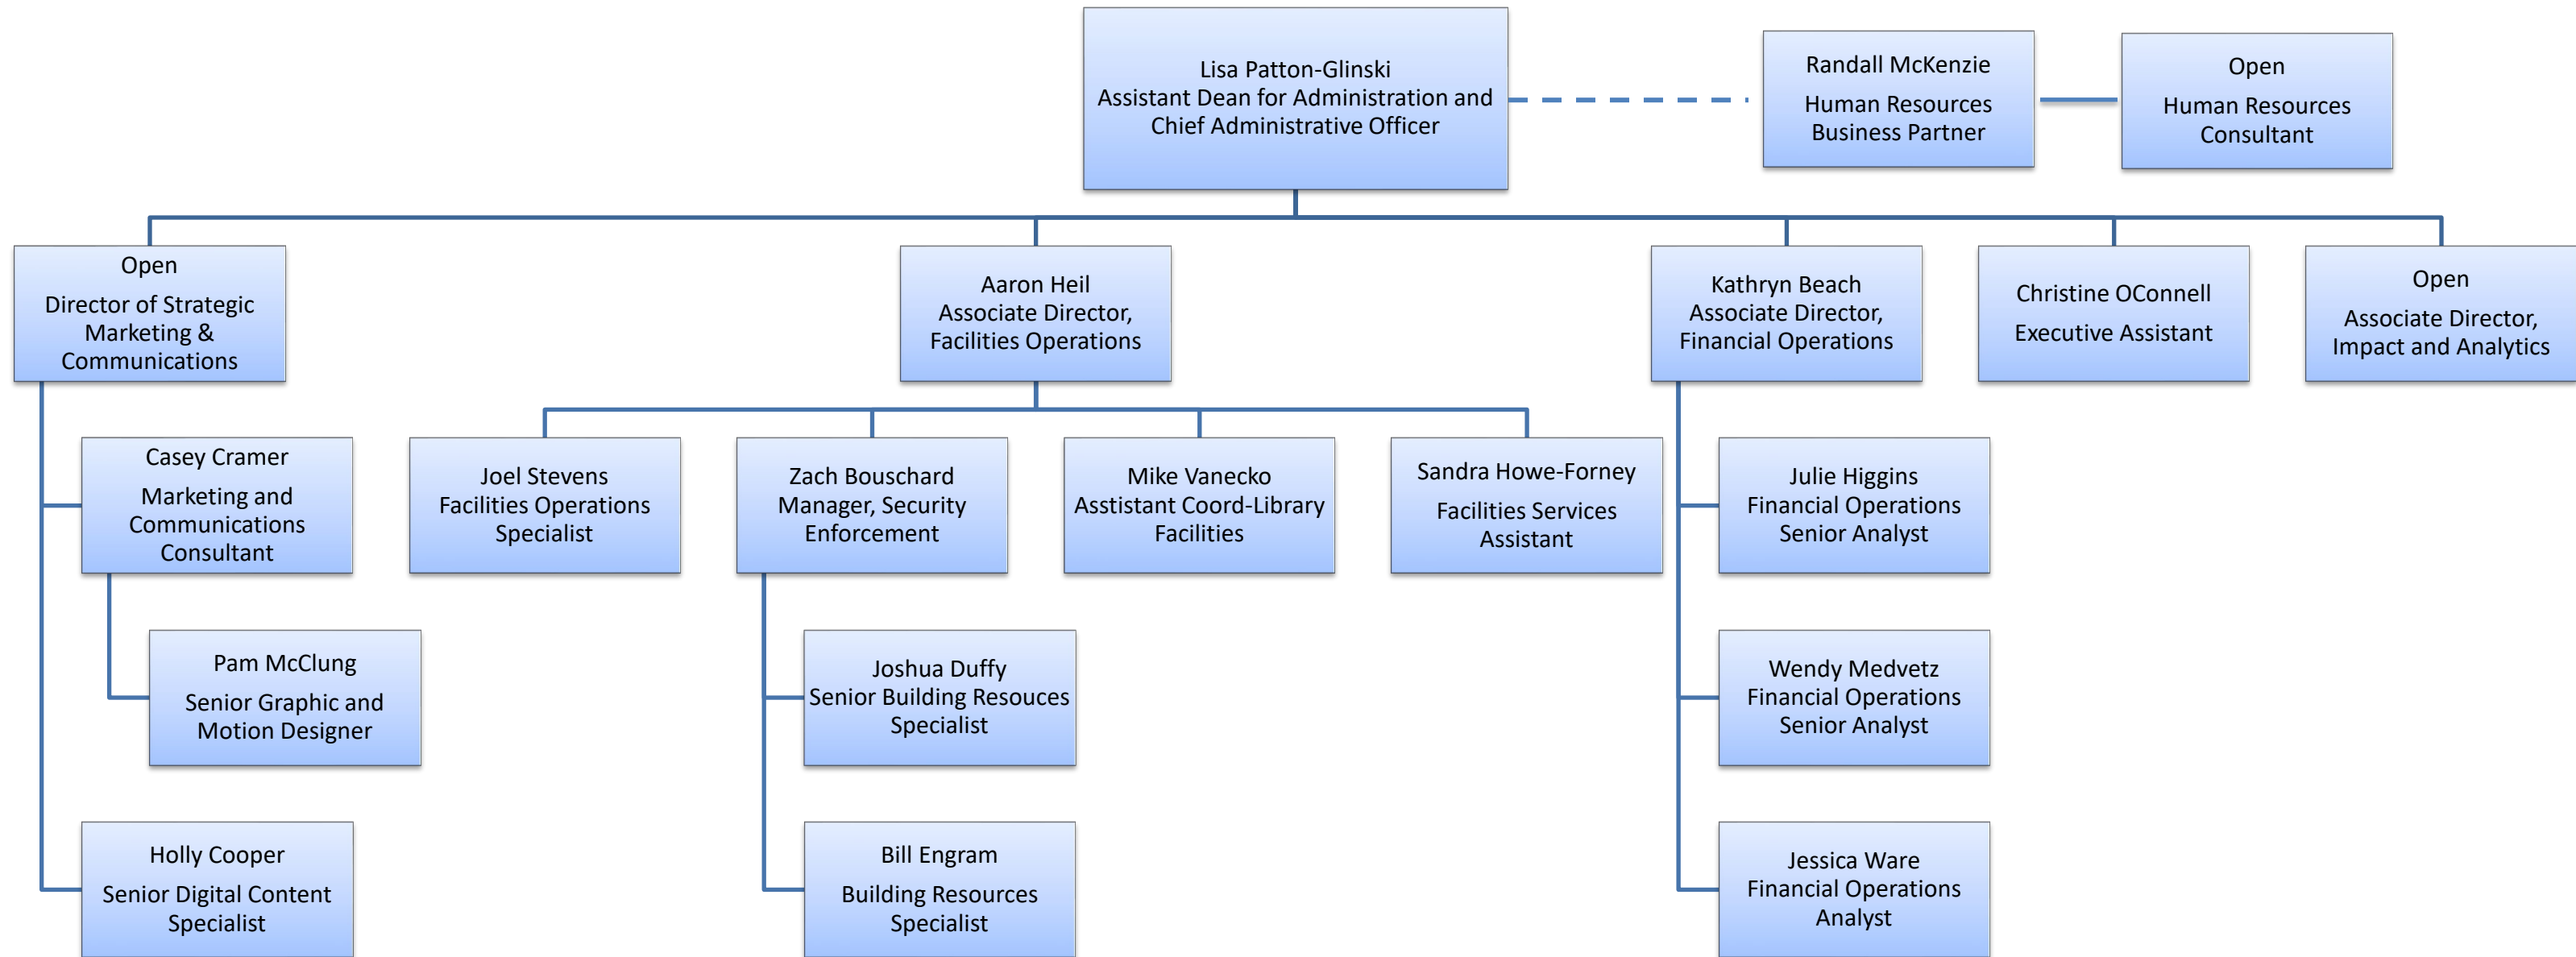 Lisa Patton-Glinski
Assistant Dean for Administration and
Chief Administrative Officer
Randall McKenzie
Human Resources
Business Partner
Open
Human Resources
Consultant
Open
Director of Strategic
Marketing &
Communications
Aaron Heil
Associate Director,
Facilities Operations
Kathryn Beach
Associate Director,
Financial Operations
Christine OConnell
Executive Assistant
Open
Associate Director,
Impact and Analytics
Casey Cramer
Marketing and
Communications
Consultant
Joel Stevens
Facilities Operations
Specialist
Zach Bouschard
Manager, Security
Enforcement
Mike Vanecko
Asstistant Coord-Library
Facilities
Sandra Howe-Forney
Facilities Services
Assistant
Julie Higgins
Financial Operations
Senior Analyst
Pam McClung
Senior Graphic and
Motion Designer
Joshua Duffy
Senior Building Resouces
Specialist
Wendy Medvetz
Financial Operations
Senior Analyst
Holly Cooper
Senior Digital Content
Specialist
Bill Engram
Building Resources
Specialist
Jessica Ware
Financial Operations
Analyst